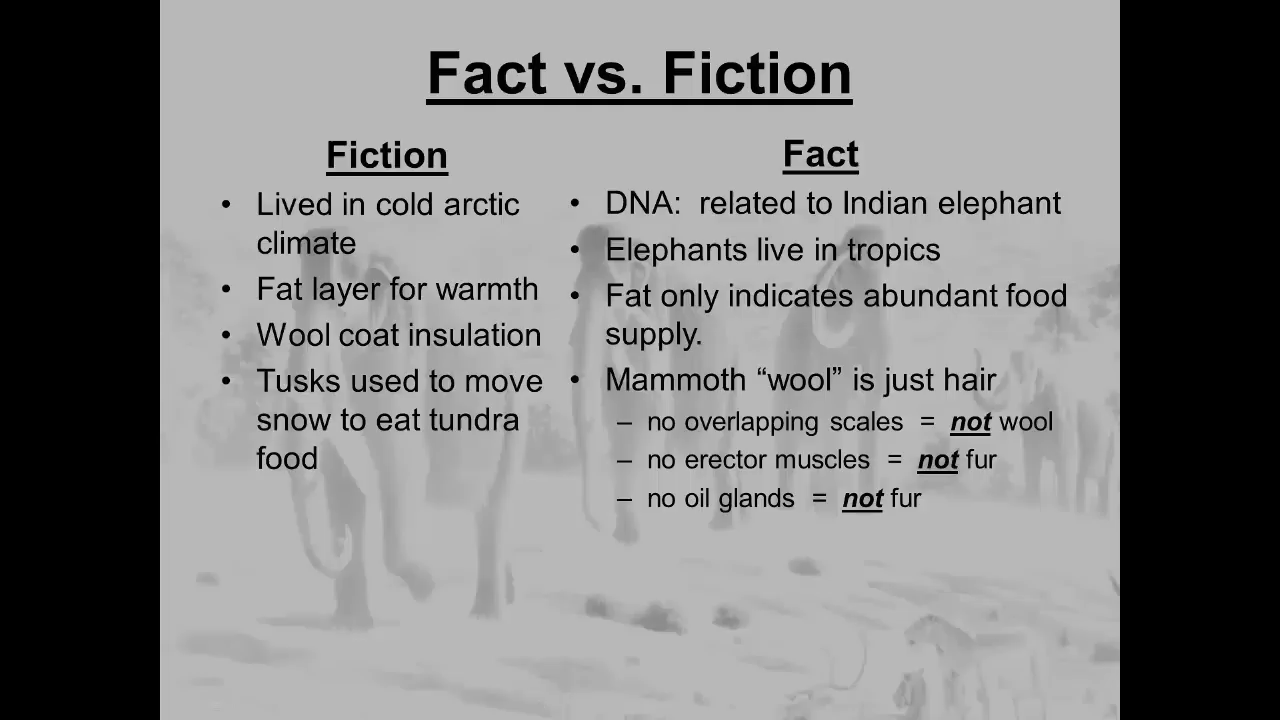 Fact vs. Fiction
Fiction
• Lived in cold arctic
climate
• Fat layer for warmth
• Wool coat insulation
• Tusks used to move
snow to eat tundra
food
Fact
• DNA:  related to Indian elephant
• Elephants live in tropics
• Fat only indicates abundant food
supply.
• Mammoth “wool” is just hair
– no overlapping scales  =  not wool
– no erector muscles  =  not fur
– no oil glands  =  not fur